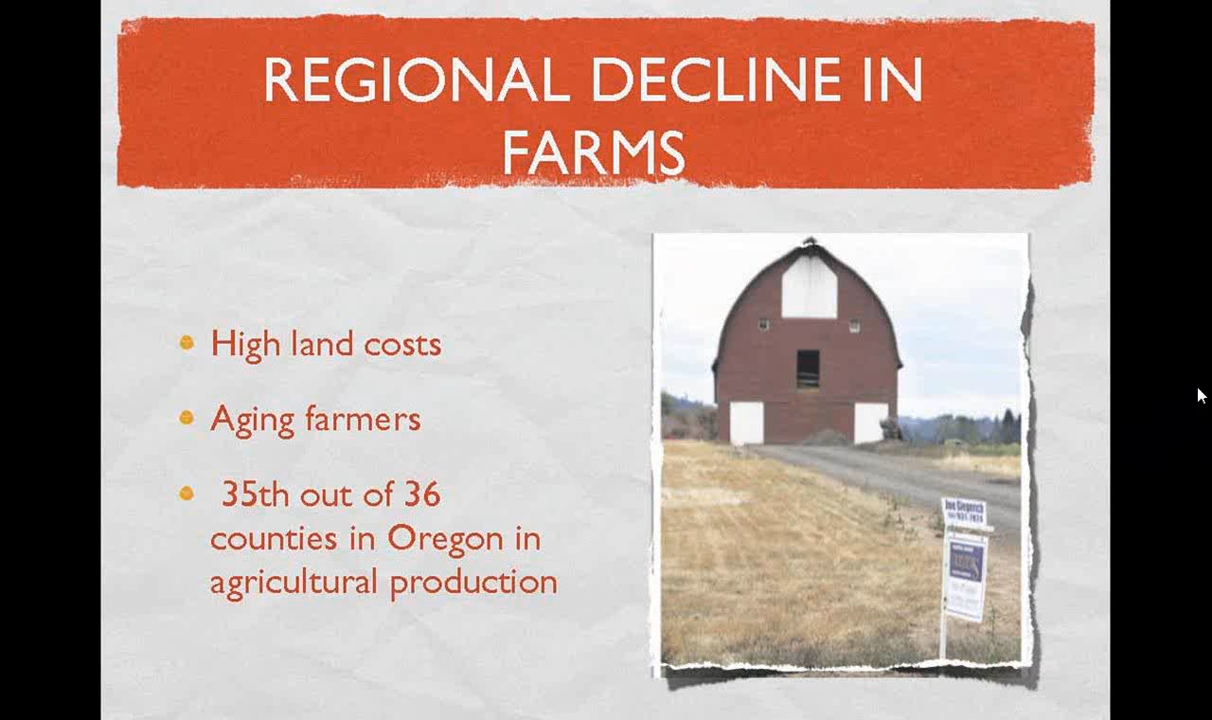 REGIONAL DECLINE IN
FARMS
High land costs
Aging farmers
35th out of 36
counties in Oregon in
agricultural production